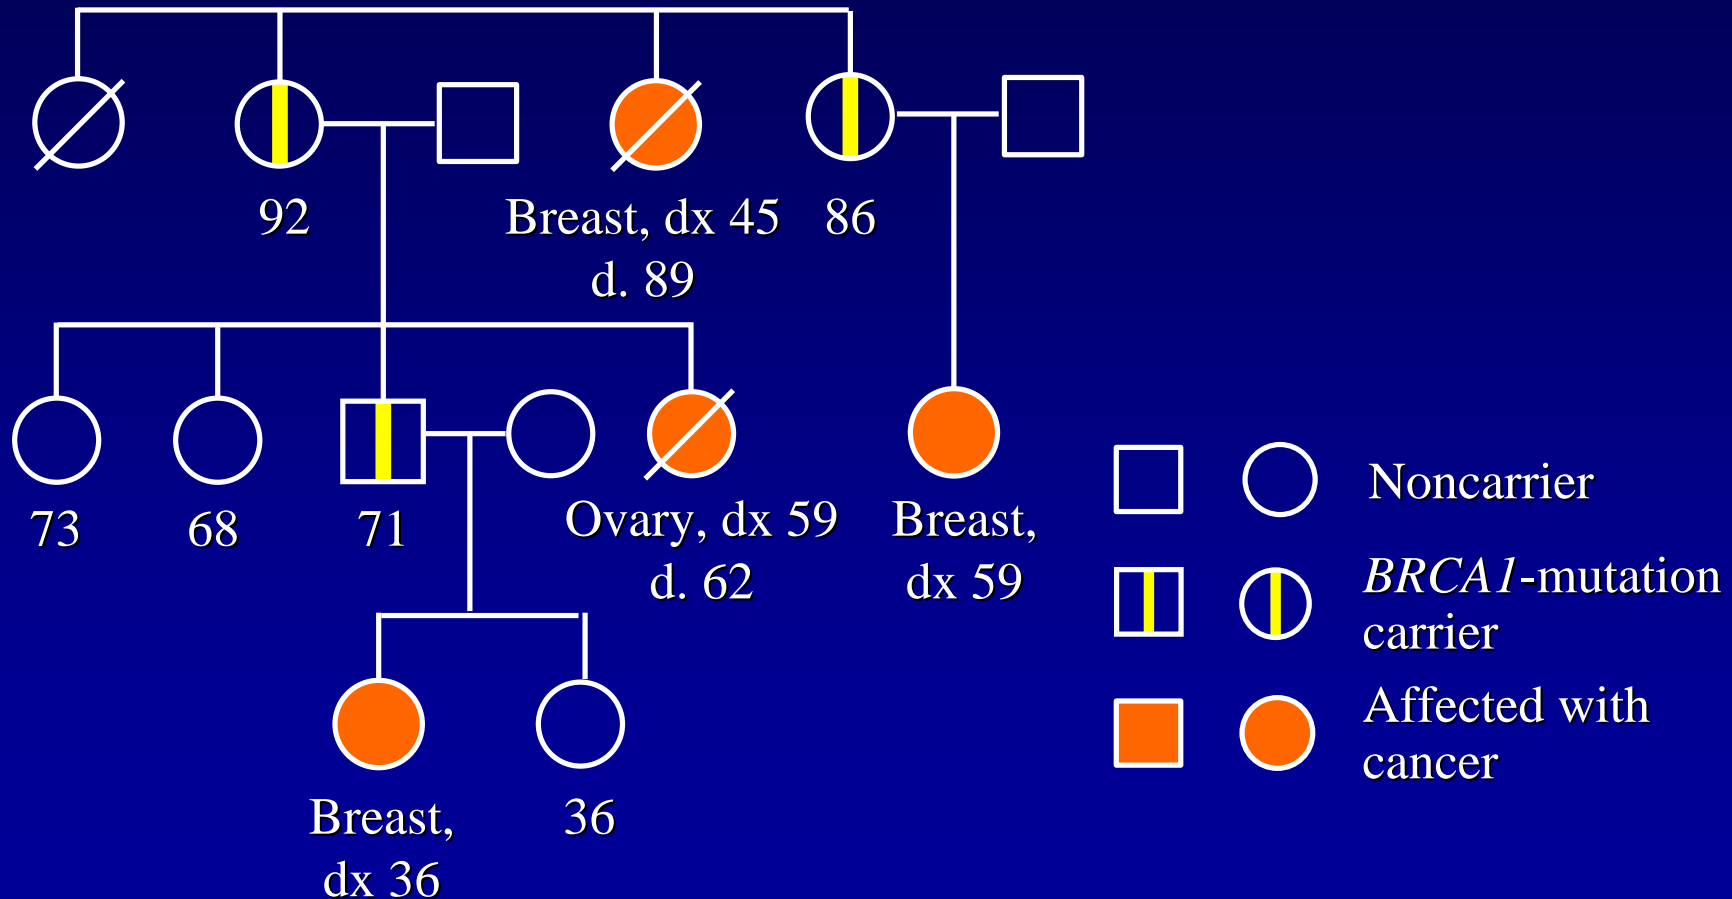 92
Breast, dx 45
d. 89
86
73
68
71
Ovary, dx 59
d. 62
Breast,
dx 59
Breast,
dx 36
36
Noncarrier
BRCA1-mutation
carrier
Affected with
cancer